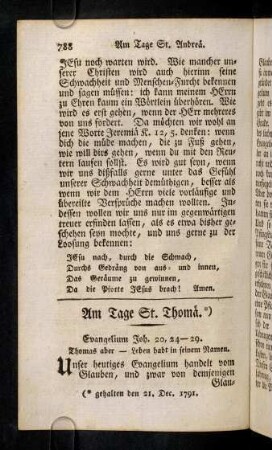 788 Am Tage St. Andreä.
JEsu noch warten wird. Wie mancher un-
serer Christen wird auch hierinn seine
Schwachheit und Menschen-Furcht bekennen
und sagen müssen: ich kann meinem HErrn
zu Ehren kaum ein Wörtlein überhören. Wie
wird es erst gehen, wenn der HErr mehreres
von uns fordert. Da möchten wir wohl an
jene Worte Jeremiä K. 12, 5. denken: wenn
dich die müde machen, die zu Fuß gehen,
wie will dirs gehen, wenn du mit den Reu-
tern laufen sollst. Es wird gut seyn, wenn
wir uns dißfalls gerne unter das Gefühl
unserer Schwachheit demüthigen, besser als
wenn wir dem HErrn viele vorläufige und
übereilte Versprüche machen wollten. In-
dessen wollen wir uns nur im gegenwärtigen
treuer erfinden lassen, als es etwa bisher ge-
schehen seyn mochte, und uns gerne zu der
Loosung bekennen:
JEsu nach, durch die Schmach,
Durchs Gedräng von aus- und innen,
Das Geräume zu gewinnen,
Da die Pforte JEsus brach! Amen.
Am Tage St. Thomä. *)
Evangelium Joh. 20, 24—29.
Thomas aber — Leben habt in seinem Namen.
Unser heutiges Evangelium handelt vom
Glauben, und zwar von demjenigen
Glau-
(* gehalten den 21. Dec. 1791.